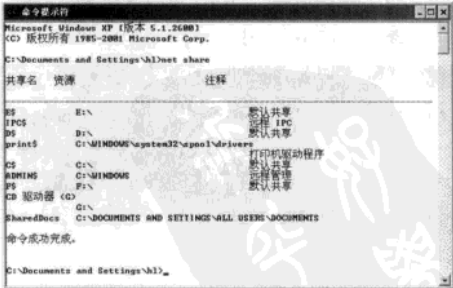 命令提示符
Microsoft Windows XP [版本 5.1.2600]
(C) 版权所有 1985-2001 Microsoft Corp.
C:\Documents and Settings\hl>net share
共享名 资源 注释
E$ E:\ 默认共享
IPC$ 远程 IPC
D$ D:\ 默认共享
print$ C:\WINDOWS\system32\spool\drivers
打印机驱动程序
C$ C:\ 默认共享
ADMIN$ C:\WINDOWS 远程管理
F$ F:\ 默认共享
CD 驱动器 (G)
G:\
SharedDocs C:\DOCUMENTS AND SETTINGS\ALL USERS\DOCUMENTS
命令成功完成。
C:\Documents and Settings\hl>_